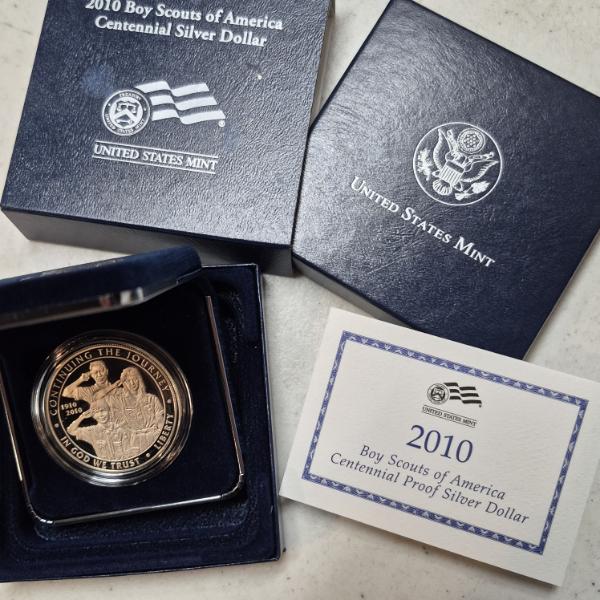 2010 Boy Scouts of America
Centennial Silver Dollar
UNITED STATES MINT
UNITED STATES MINT
CONTINUING THE JOURNEY
1910
2010
IN GOD WE TRUST • LIBERTY
UNITED STATES MINT
2010
Boy Scouts of America
Centennial Proof Silver Dollar